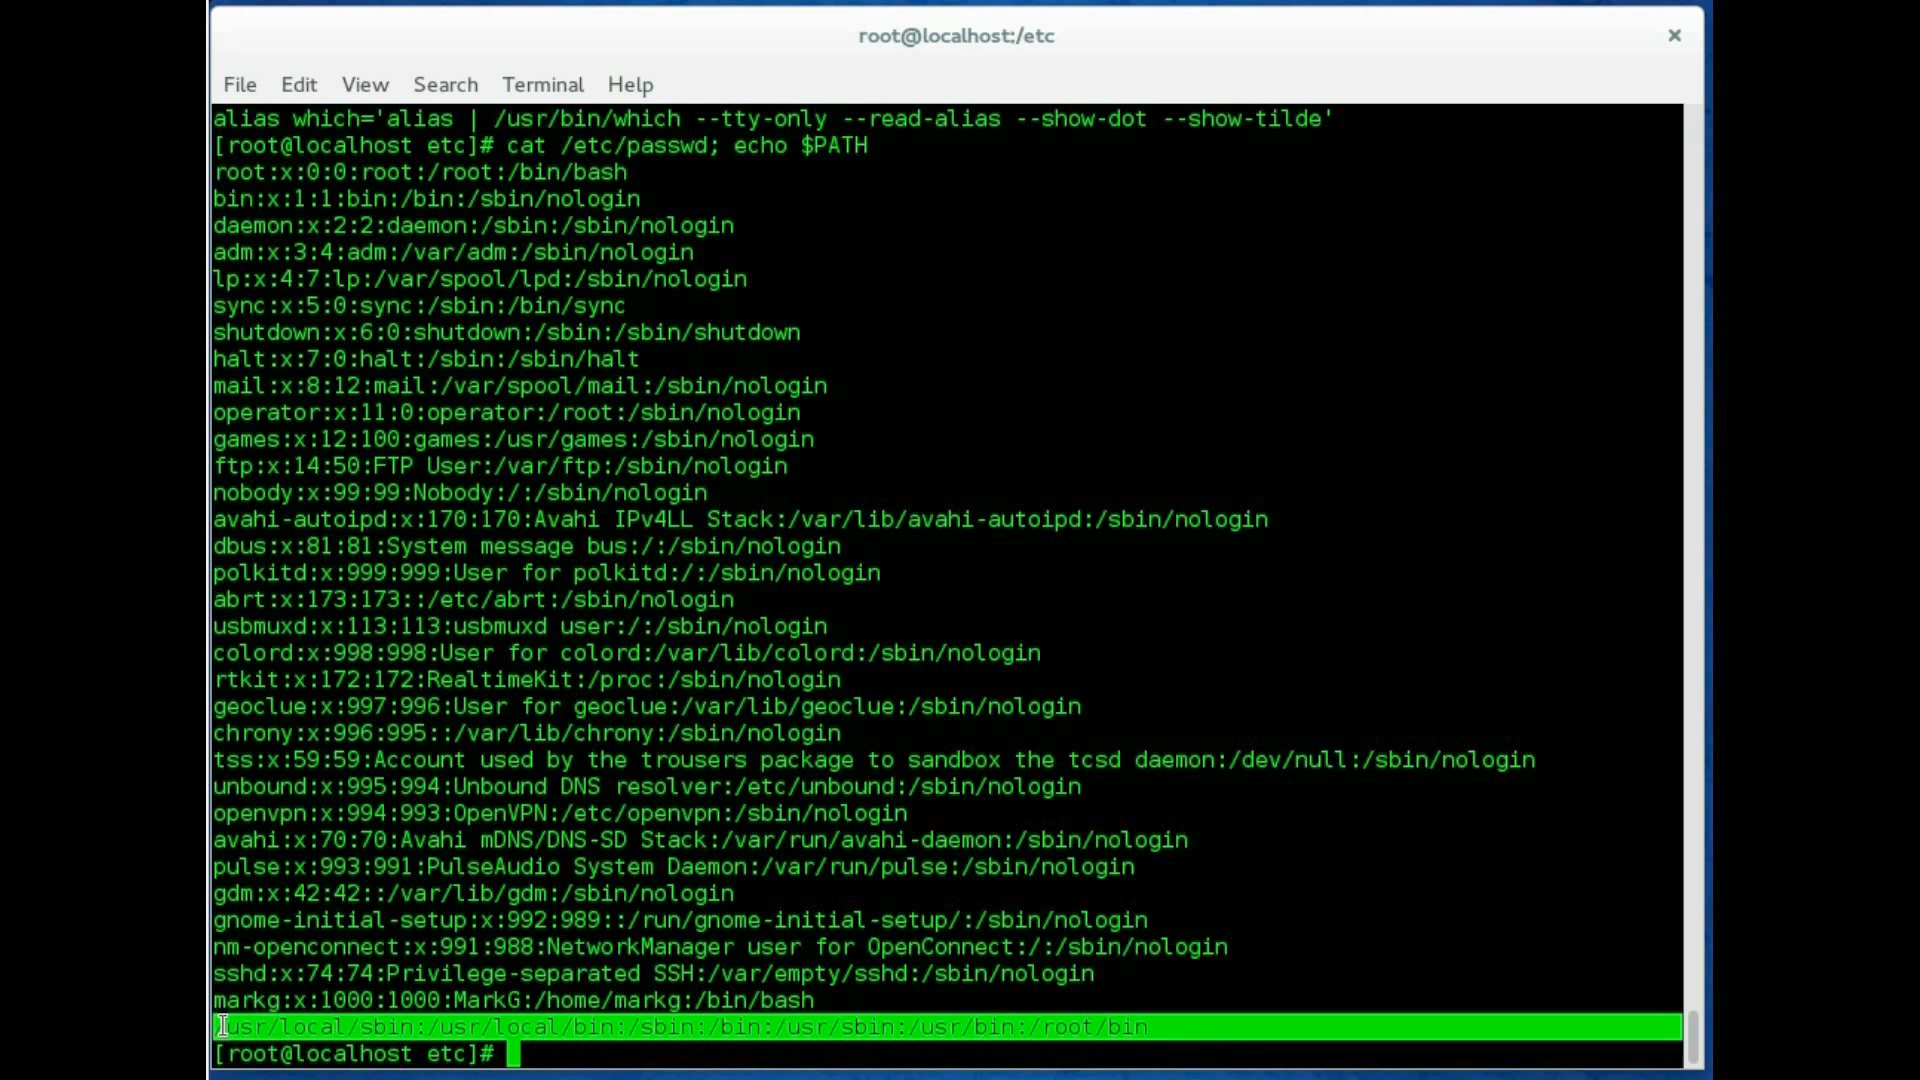 root@localhost:/etc
File Edit View Search Terminal Help
alias which='alias | /usr/bin/which --tty-only --read-alias --show-dot --show-tilde'
[root@localhost etc]# cat /etc/passwd; echo $PATH
root:x:0:0:root:/root:/bin/bash
bin:x:1:1:bin:/bin:/sbin/nologin
daemon:x:2:2:daemon:/sbin:/sbin/nologin
adm:x:3:4:adm:/var/adm:/sbin/nologin
lp:x:4:7:lp:/var/spool/lpd:/sbin/nologin
sync:x:5:0:sync:/sbin:/bin/sync
shutdown:x:6:0:shutdown:/sbin:/sbin/shutdown
halt:x:7:0:halt:/sbin:/sbin/halt
mail:x:8:12:mail:/var/spool/mail:/sbin/nologin
operator:x:11:0:operator:/root:/sbin/nologin
games:x:12:100:games:/usr/games:/sbin/nologin
ftp:x:14:50:FTP User:/var/ftp:/sbin/nologin
nobody:x:99:99:Nobody:/:/sbin/nologin
avahi-autoipd:x:170:170:Avahi IPv4LL Stack:/var/lib/avahi-autoipd:/sbin/nologin
dbus:x:81:81:System message bus:/:/sbin/nologin
polkitd:x:999:999:User for polkitd:/:/sbin/nologin
abrt:x:173:173::/etc/abrt:/sbin/nologin
usbmuxd:x:113:113:usbmuxd user:/:/sbin/nologin
colord:x:998:998:User for colord:/var/lib/colord:/sbin/nologin
rtkit:x:172:172:RealtimeKit:/proc:/sbin/nologin
geoclue:x:997:996:User for geoclue:/var/lib/geoclue:/sbin/nologin
chrony:x:996:995::/var/lib/chrony:/sbin/nologin
tss:x:59:59:Account used by the trousers package to sandbox the tcsd daemon:/dev/null:/sbin/nologin
unbound:x:995:994:Unbound DNS resolver:/etc/unbound:/sbin/nologin
openvpn:x:994:993:OpenVPN:/etc/openvpn:/sbin/nologin
avahi:x:70:70:Avahi mDNS/DNS-SD Stack:/var/run/avahi-daemon:/sbin/nologin
pulse:x:993:991:PulseAudio System Daemon:/var/run/pulse:/sbin/nologin
gdm:x:42:42::/var/lib/gdm:/sbin/nologin
gnome-initial-setup:x:992:989::/run/gnome-initial-setup/:/sbin/nologin
nm-openconnect:x:991:988:NetworkManager user for OpenConnect:/:/sbin/nologin
sshd:x:74:74:Privilege-separated SSH:/var/empty/sshd:/sbin/nologin
markg:x:1000:1000:MarkG:/home/markg:/bin/bash
/usr/local/sbin:/usr/local/bin:/sbin:/bin:/usr/sbin:/usr/bin:/root/bin
[root@localhost etc]#